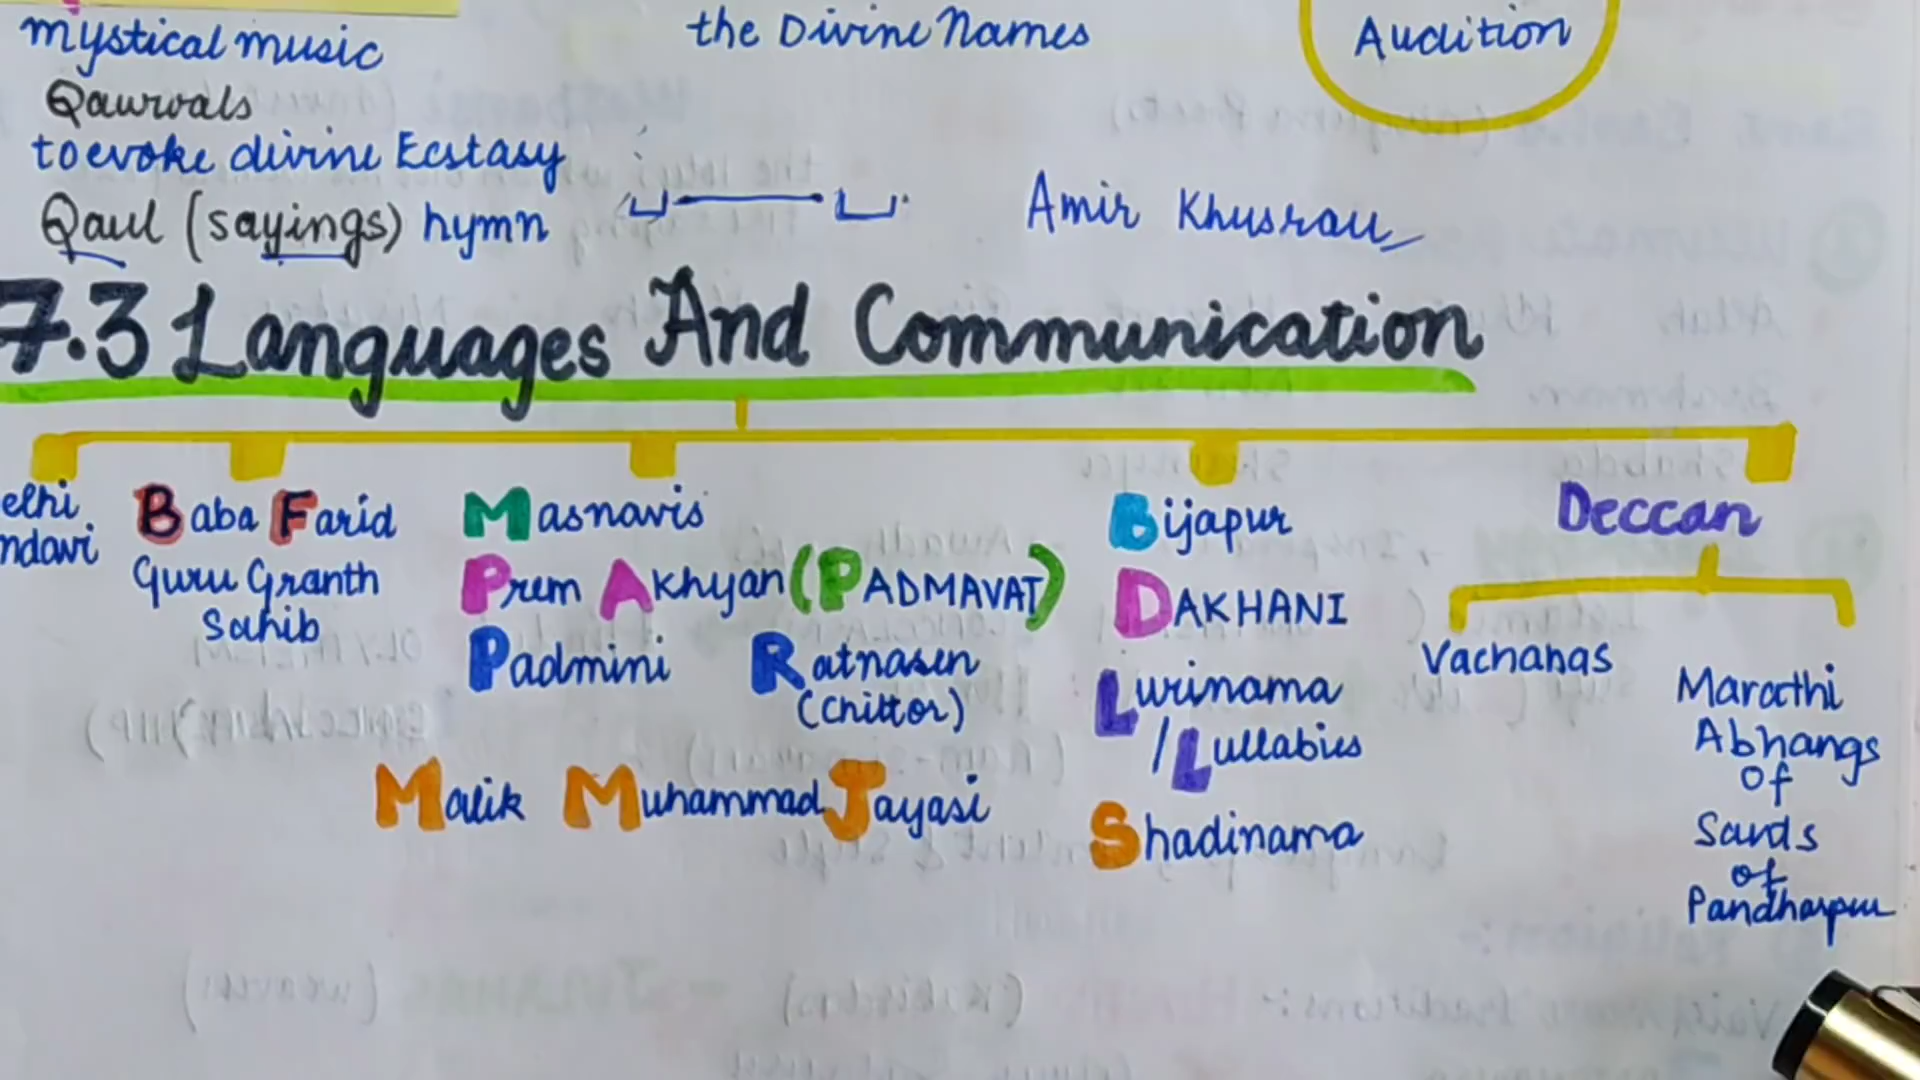 mystical music
the Divine Names
Audition
Qawwals
to evoke divine Ecstasy
Qaul (sayings) hymn
Amir Khusrau
7.3 Languages And Communication
elhi
ndavi
Baba Farid
Guru Granth
Sahib
Masnavis
Prem Akhyan (PADMAVAT)
Padmini Ratnasen
(Chittor)
Malik Muhammad Jayasi
Bijapur
DAKHANI
Lurinama
/Lullabies
Shadinama
Deccan
Vachanas
Marathi
Abhangs
of
Sants
of
Pandharpur